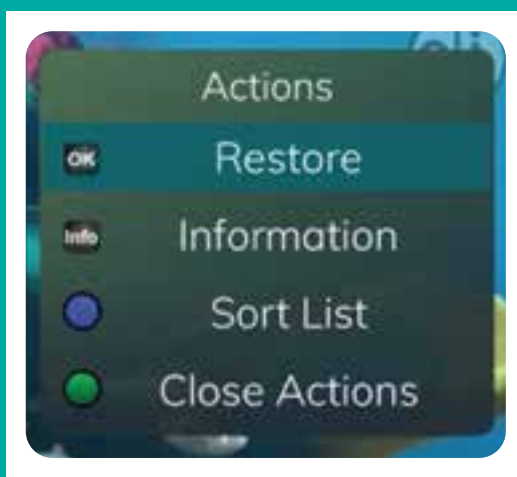 Actions
OK Restore
Info Information
Sort List
Close Actions